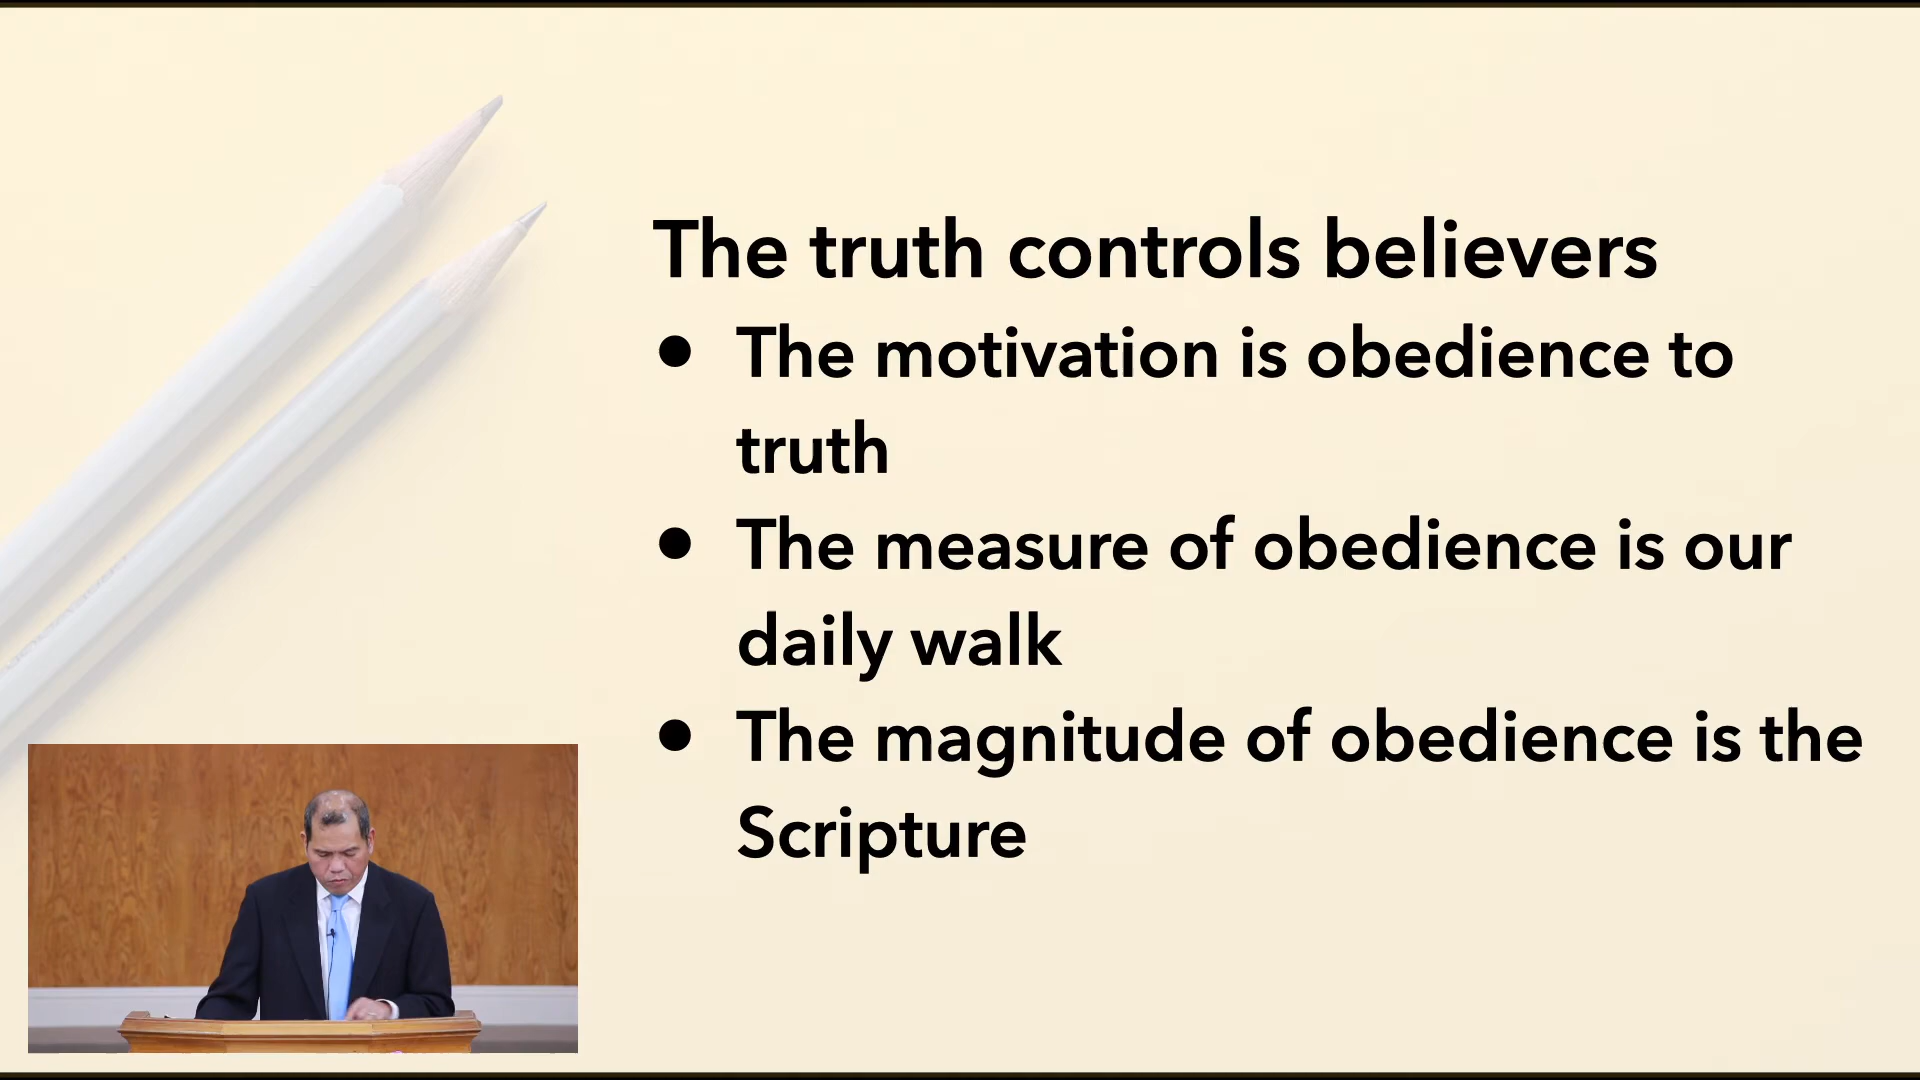 The truth controls believers
● The motivation is obedience to
truth
● The measure of obedience is our
daily walk
● The magnitude of obedience is the
Scripture